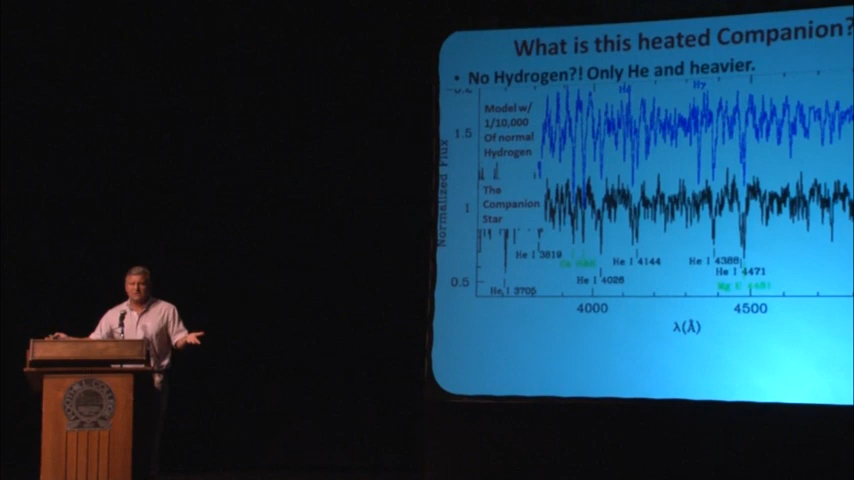 What is this heated Companion?
• No Hydrogen?! Only He and heavier.
Hγ
Model w/
1/10,000
Of normal
Hydrogen
1.5
The
Companion
Star
1
Normalized Flux
He I 3819
He I 4144
He I 4388
He I 4471
He I 4026
He I 3705
0.5
4000
4500
λ(Å)